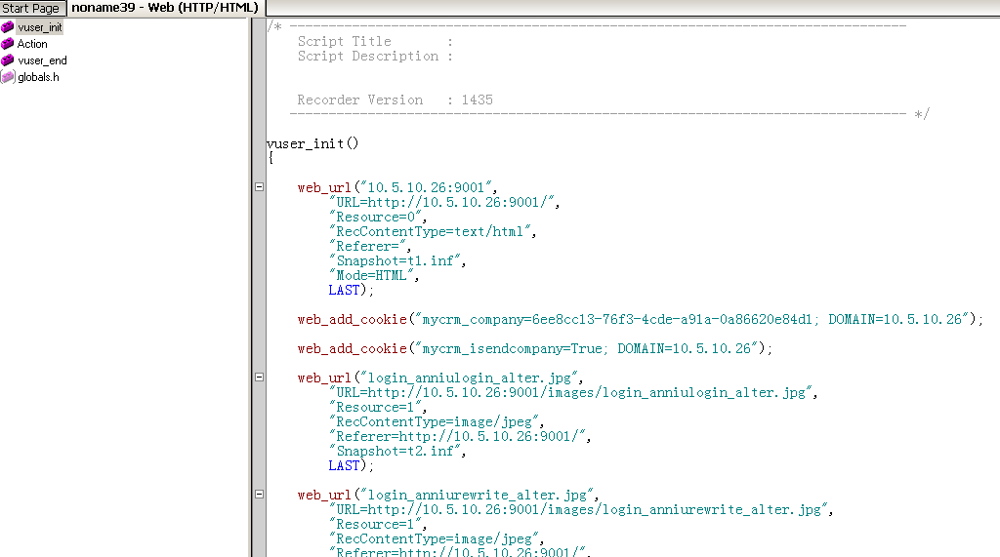 Start Page
noname39 - Web (HTTP/HTML)
vuser_init
Action
vuser_end
globals.h
/* -------------------------------------------------------------------------------
Script Title       :
Script Description :
Recorder Version   : 1435
------------------------------------------------------------------------------- */
vuser_init()
{
web_url("10.5.10.26:9001",
"URL=http://10.5.10.26:9001/",
"Resource=0",
"RecContentType=text/html",
"Referer=",
"Snapshot=t1.inf",
"Mode=HTML",
LAST);
web_add_cookie("mycrm_company=6ee8cc13-76f3-4cde-a91a-0a86620e84d1; DOMAIN=10.5.10.26");
web_add_cookie("mycrm_isendcompany=True; DOMAIN=10.5.10.26");
web_url("login_anniulogin_alter.jpg",
"URL=http://10.5.10.26:9001/images/login_anniulogin_alter.jpg",
"Resource=1",
"RecContentType=image/jpeg",
"Referer=http://10.5.10.26:9001/",
"Snapshot=t2.inf",
LAST);
web_url("login_anniurewrite_alter.jpg",
"URL=http://10.5.10.26:9001/images/login_anniurewrite_alter.jpg",
"Resource=1",
"RecContentType=image/jpeg",
"Referer=http://10.5.10.26:9001/",